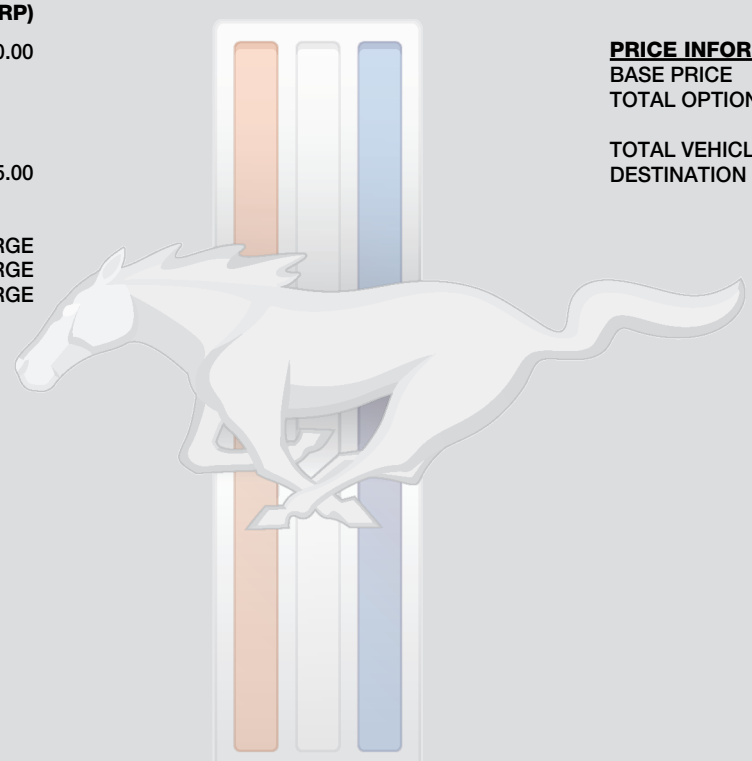 RP)
0.00
5.00
RGE
RGE
RGE
PRICE INFOR
BASE PRICE
TOTAL OPTION
TOTAL VEHICL
DESTINATION